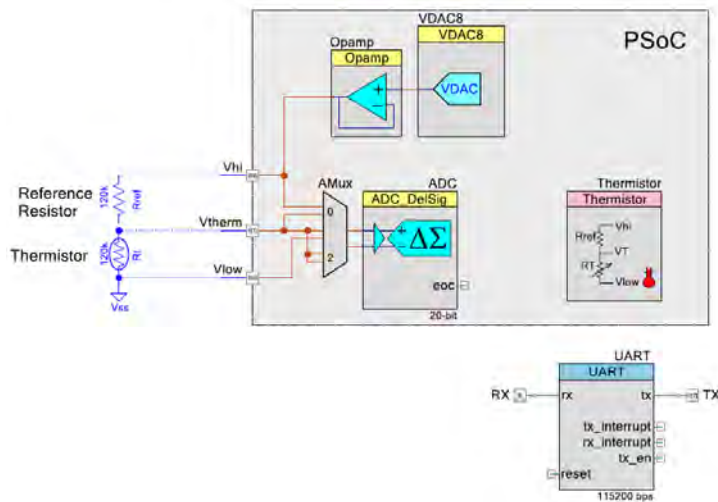 VDAC8
VDAC8
PSoC
Opamp
Opamp
VDAC
Vhi
Reference
Resistor
120k
Rref
AMux
ADC
ADC_DelSig
Thermistor
Thermistor
Vtherm
0
ΔΣ
Vhi
Rref
VT
Thermistor
120k
Rt
Vlow
2
RT
Vlow
eoc
Vss
20-bit
UART
UART
RX
rx
tx
TX
tx_interrupt
rx_interrupt
tx_en
reset
115200 bps